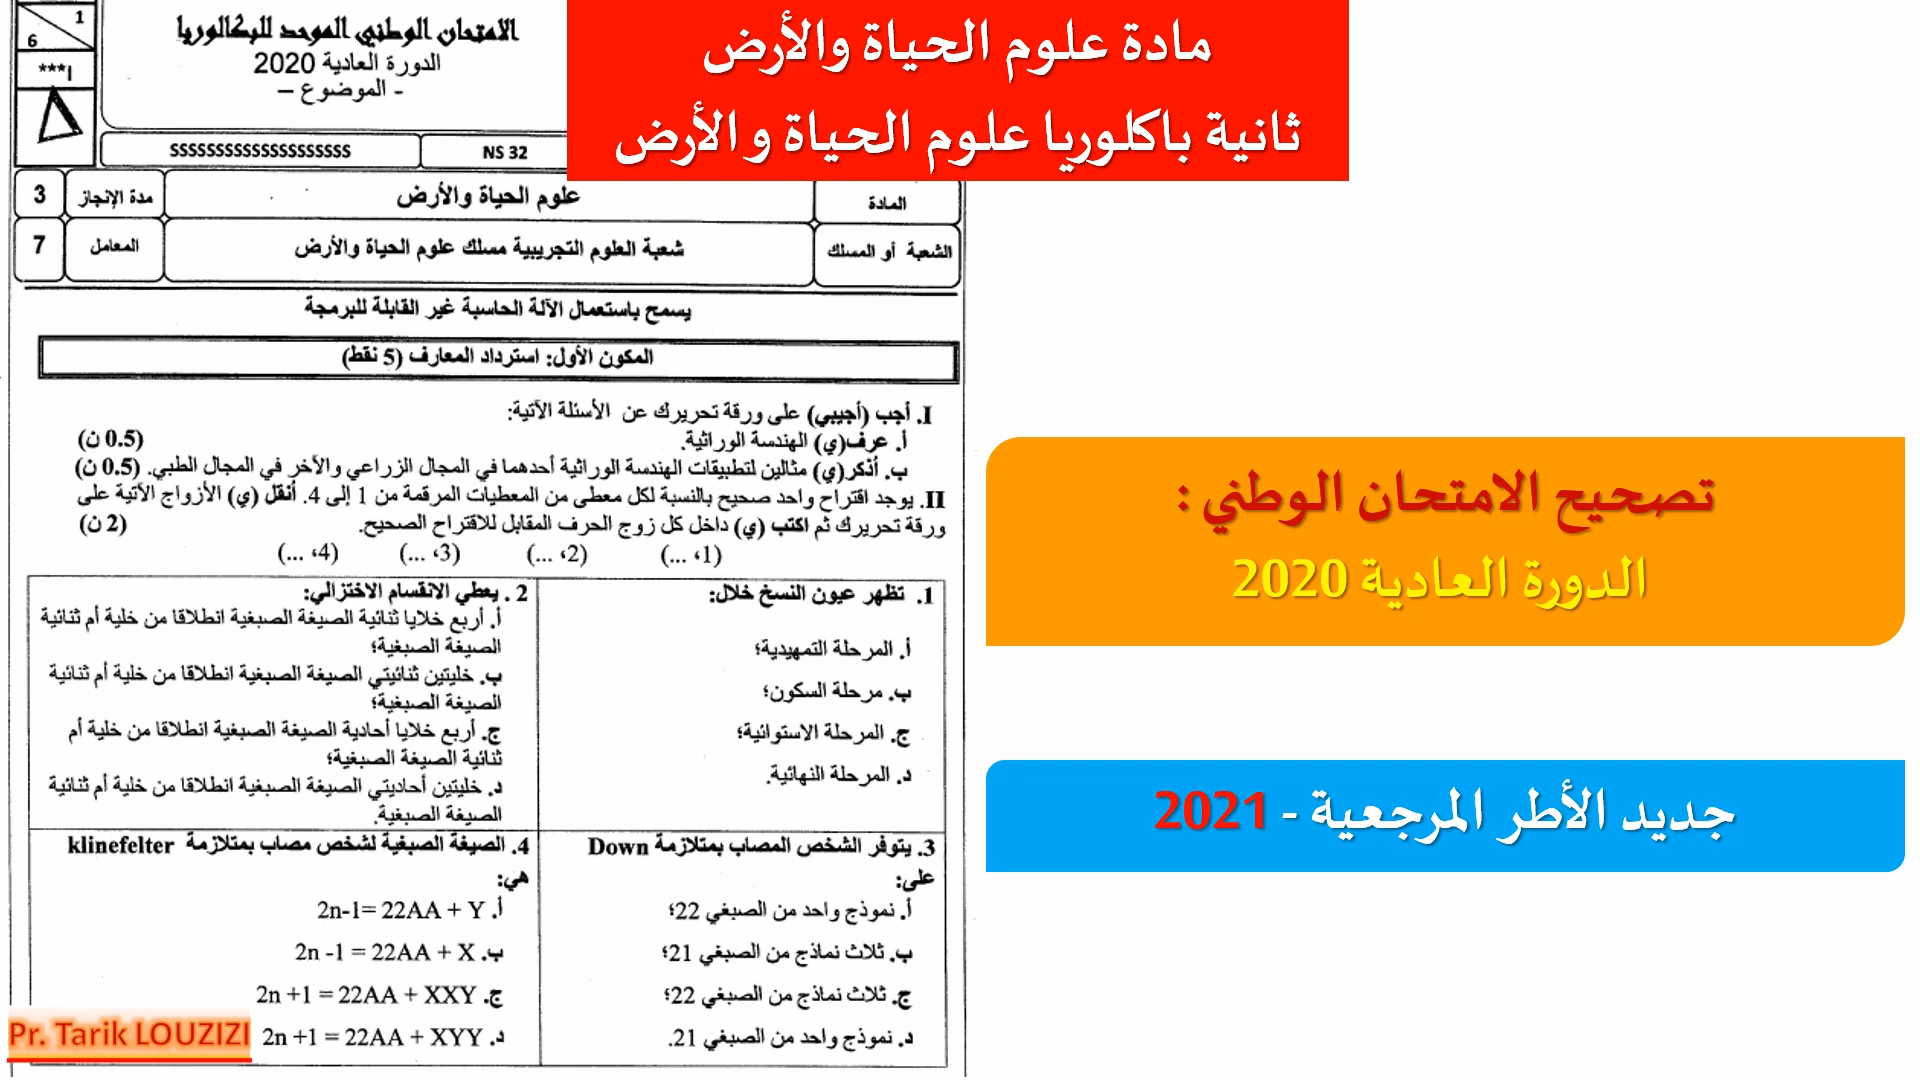 مادة علوم الحياة والأرض
ثانية باكلوريا علوم الحياة والأرض
1
6
***I
الامتحان الوطني الموحد للبكالوريا
الدورة العادية 2020
- الموضوع –
SSSSSSSSSSSSSSSSSSSS
NS 32
المادة
علوم الحياة والأرض
مدة الإنجاز
3
الشعبة أو المسلك
شعبة العلوم التجريبية مسلك علوم الحياة والأرض
المعامل
7
يسمح باستعمال الآلة الحاسبة غير القابلة للبرمجة
المكون الأول: استرداد المعارف (5 نقط)
I. أجب (أجيبي) على ورقة تحريرك عن الأسئلة الآتية:
أ. عرف(ي) الهندسة الوراثية. (0.5 ن)
ب. أذكر(ي) مثالين لتطبيقات الهندسة الوراثية أحدهما في المجال الزراعي والآخر في المجال الطبي. (0.5 ن)
II. يوجد اقتراح واحد صحيح بالنسبة لكل معطى من المعطيات المرقمة من 1 إلى 4. أنقل (ي) الأزواج الآتية على
ورقة تحريرك ثم اكتب (ي) داخل كل زوج الحرف المقابل للاقتراح الصحيح. (2 ن)
(1، ...) (2، ...) (3، ...) (4، ...)
1. تظهر عيون النسخ خلال:
أ. المرحلة التمهيدية؛
ب. مرحلة السكون؛
ج. المرحلة الاستوائية؛
د. المرحلة النهائية.
2 . يعطي الانقسام الاختزالي:
أ. أربع خلايا ثنائية الصيغة الصبغية انطلاقا من خلية أم ثنائية
الصيغة الصبغية؛
ب. خليتين ثنائيتي الصيغة الصبغية انطلاقا من خلية أم ثنائية
الصيغة الصبغية؛
ج. أربع خلايا أحادية الصيغة الصبغية انطلاقا من خلية أم
ثنائية الصيغة الصبغية؛
د. خليتين أحاديتي الصيغة الصبغية انطلاقا من خلية أم ثنائية
الصيغة الصبغية.
3. يتوفر الشخص المصاب بمتلازمة Down
على:
أ. نموذج واحد من الصبغي 22؛
ب. ثلاث نماذج من الصبغي 21؛
ج. ثلاث نماذج من الصبغي 22؛
د. نموذج واحد من الصبغي 21.
4. الصيغة الصبغية لشخص مصاب بمتلازمة klinefelter
هي:
أ. 2n-1= 22AA + Y
ب. 2n -1 = 22AA + X
ج. 2n +1 = 22AA + XXY
د. 2n +1 = 22AA + XYY
تصحيح الامتحان الوطني :
الدورة العادية 2020
جديد الأطر المرجعية - 2021
Pr. Tarik LOUZIZI